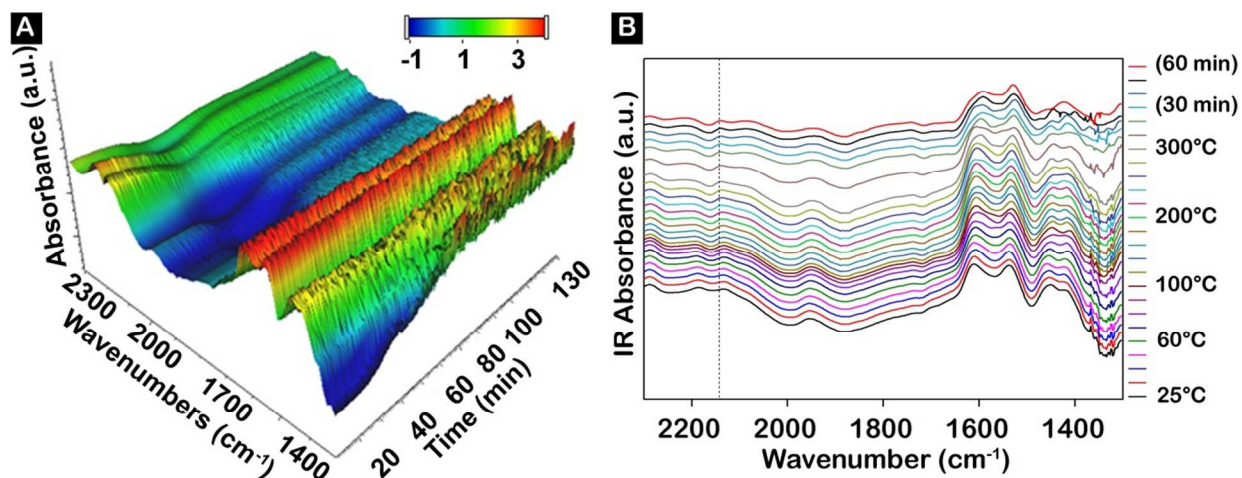 A
-1 1 3
Absorbance (a.u.)
2300
2000
1700
1400
Wavenumbers (cm-1)
20
40
60
80
100
130
Time (min)
B
IR Absorbance (a.u.)
2200 2000 1800 1600 1400
Wavenumber (cm-1)
(60 min)
(30 min)
300°C
200°C
100°C
60°C
25°C